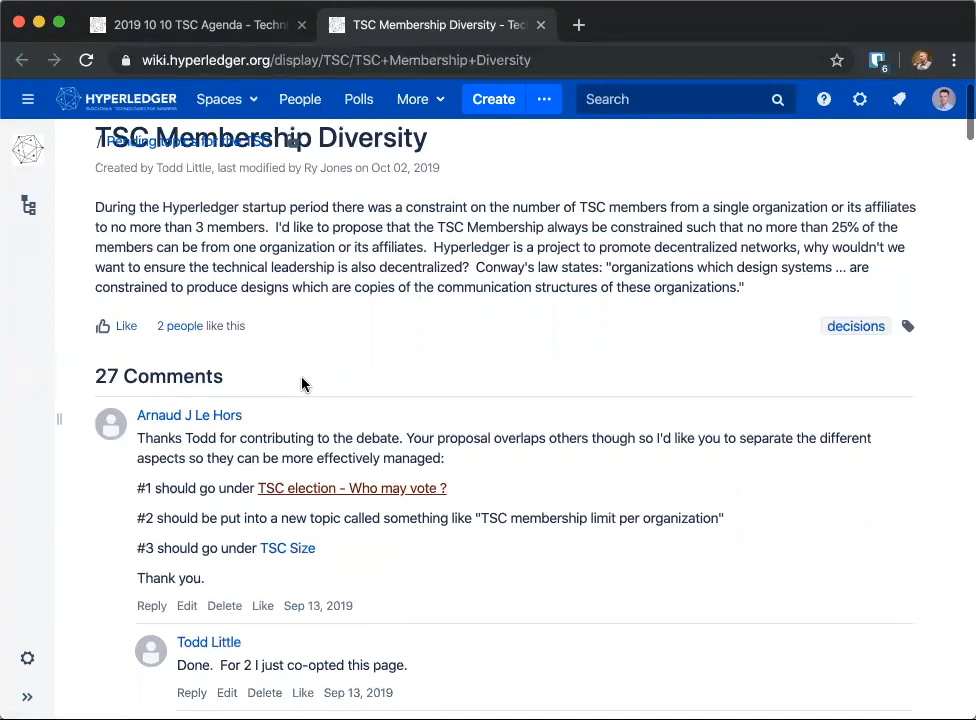 2019 10 10 TSC Agenda - Techni
TSC Membership Diversity - Tec
wiki.hyperledger.org/display/TSC/TSC+Membership+Diversity
6
HYPERLEDGER
Spaces
People
Polls
More
Create
Search
/ Pending topics for the TSC
TSC Membership Diversity
Created by Todd Little, last modified by Ry Jones on Oct 02, 2019
During the Hyperledger startup period there was a constraint on the number of TSC members from a single organization or its affiliates
to no more than 3 members. I'd like to propose that the TSC Membership always be constrained such that no more than 25% of the
members can be from one organization or its affiliates. Hyperledger is a project to promote decentralized networks, why wouldn't we
want to ensure the technical leadership is also decentralized? Conway's law states: "organizations which design systems ... are
constrained to produce designs which are copies of the communication structures of these organizations."
Like
2 people like this
decisions
27 Comments
Arnaud J Le Hors
Thanks Todd for contributing to the debate. Your proposal overlaps others though so I'd like you to separate the different
aspects so they can be more effectively managed:
#1 should go under TSC election - Who may vote ?
#2 should be put into a new topic called something like "TSC membership limit per organization"
#3 should go under TSC Size
Thank you.
Reply Edit Delete Like Sep 13, 2019
Todd Little
Done. For 2 I just co-opted this page.
Reply Edit Delete Like Sep 13, 2019